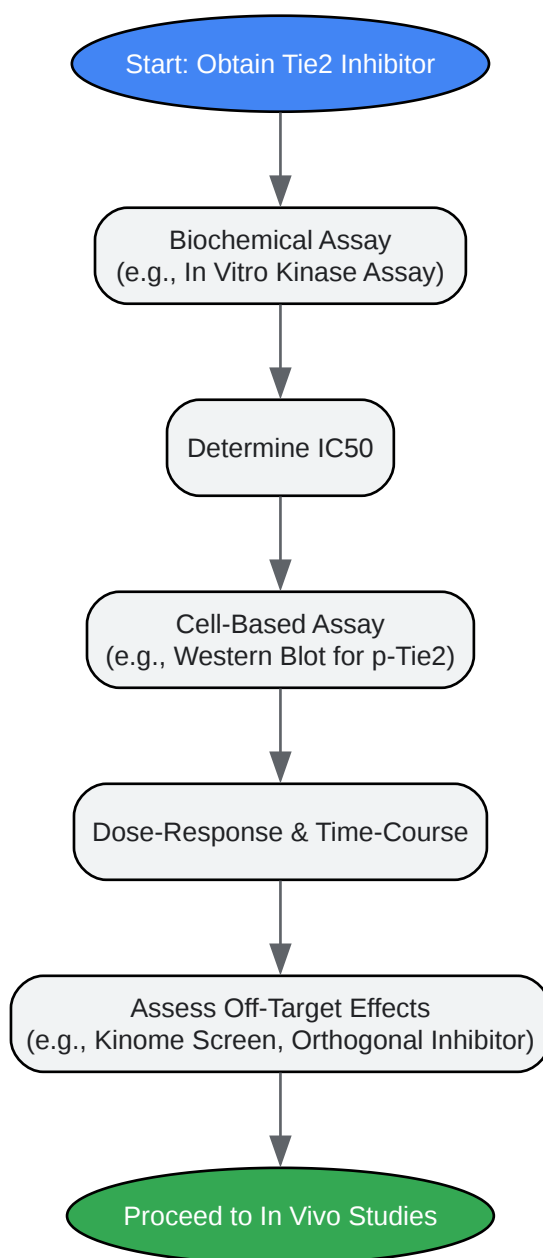 Start: Obtain Tie2 Inhibitor
Biochemical Assay
(e.g., In Vitro Kinase Assay)
Determine IC50
Cell-Based Assay
(e.g., Western Blot for p-Tie2)
Dose-Response & Time-Course
Assess Off-Target Effects
(e.g., Kinome Screen, Orthogonal Inhibitor)
Proceed to In Vivo Studies